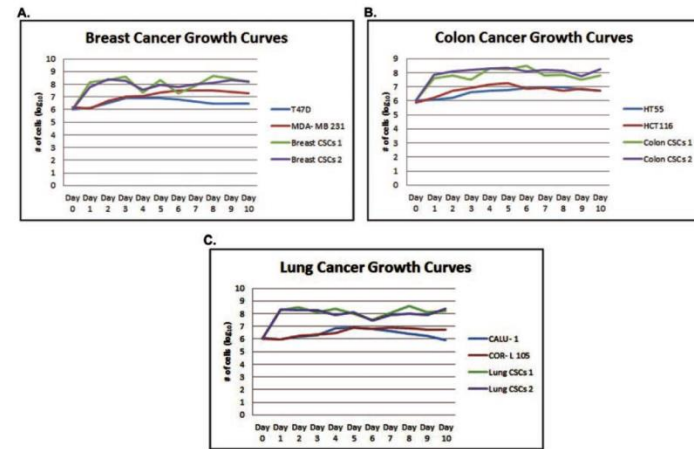 A.
Breast Cancer Growth Curves
# of cells (log10)
10
9
8
7
6
5
4
3
2
1
0
Day 0 Day 1 Day 2 Day 3 Day 4 Day 5 Day 6 Day 7 Day 8 Day 9 Day 10
T47D
MDA- MB 231
Breast CSCs 1
Breast CSCs 2
B.
Colon Cancer Growth Curves
# of cells (log10)
9
8
7
6
5
4
3
2
1
0
Day 0 Day 1 Day 2 Day 3 Day 4 Day 5 Day 6 Day 7 Day 8 Day 9 Day 10
HT55
HCT116
Colon CSCs 1
Colon CSCs 2
C.
Lung Cancer Growth Curves
# of cells (log10)
10
9
8
7
6
5
4
3
2
1
0
Day 0 Day 1 Day 2 Day 3 Day 4 Day 5 Day 6 Day 7 Day 8 Day 9 Day 10
CALU- 1
COR- L 105
Lung CSCs 1
Lung CSCs 2